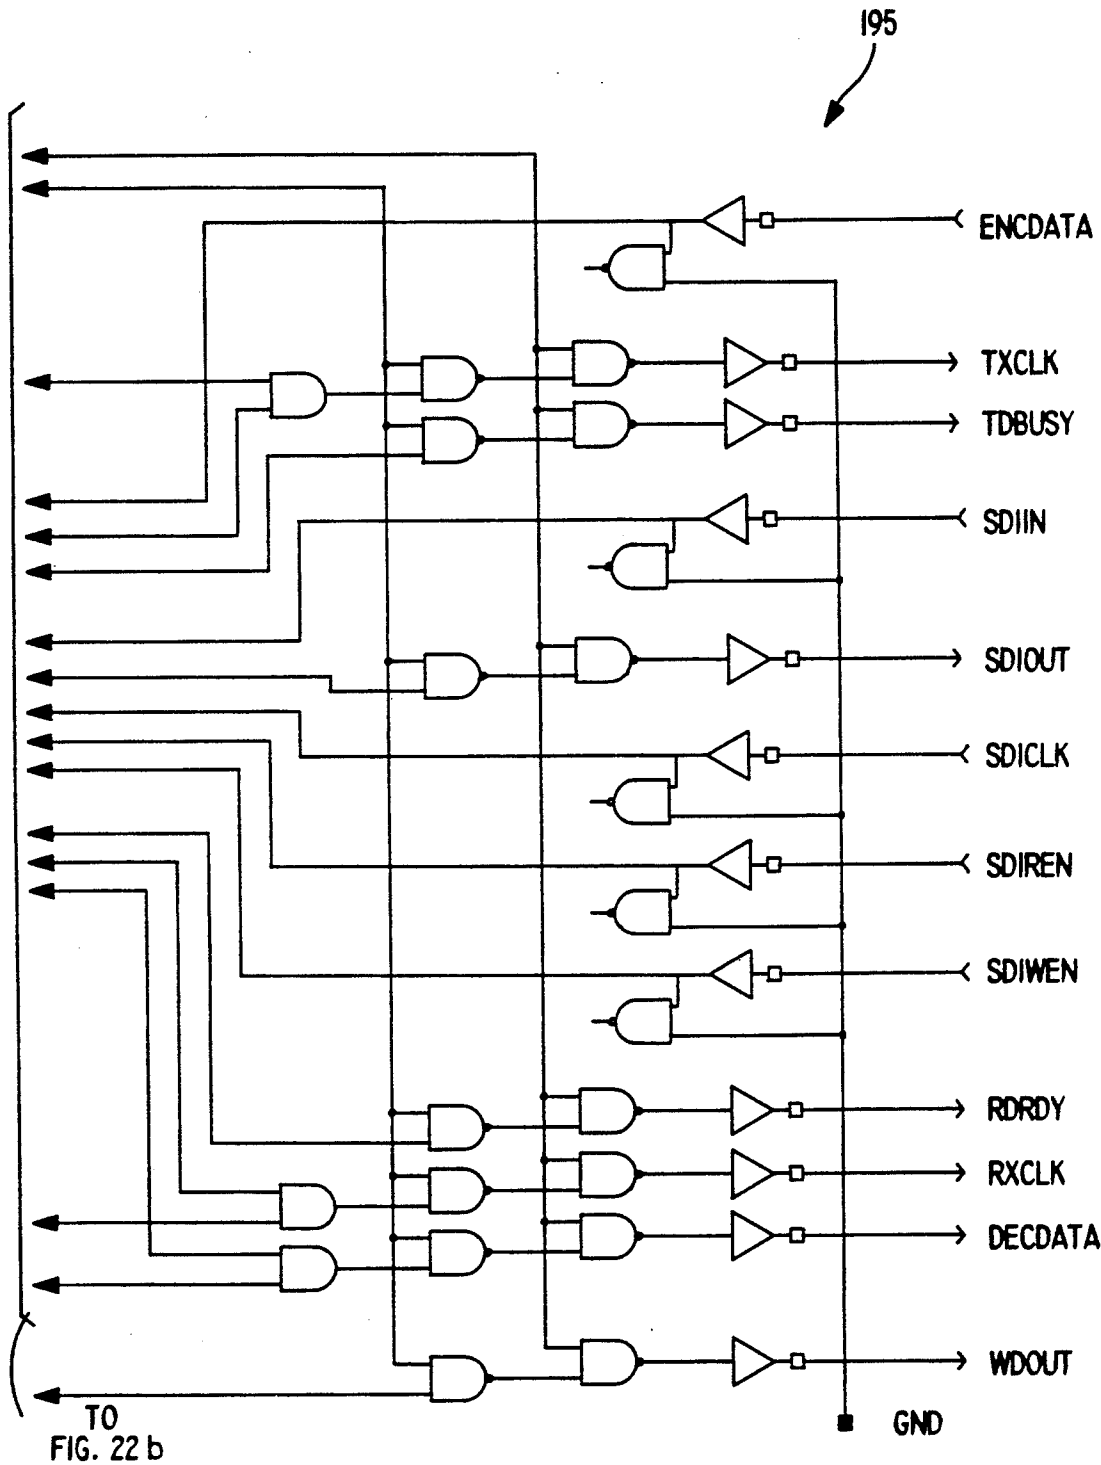 195
ENCDATA
TXCLK
TDBUSY
SDIIN
SDIOUT
SDICLK
SDIREN
SDIWEN
RDRDY
RXCLK
DECDATA
WDOUT
GND
TO
FIG. 22 b